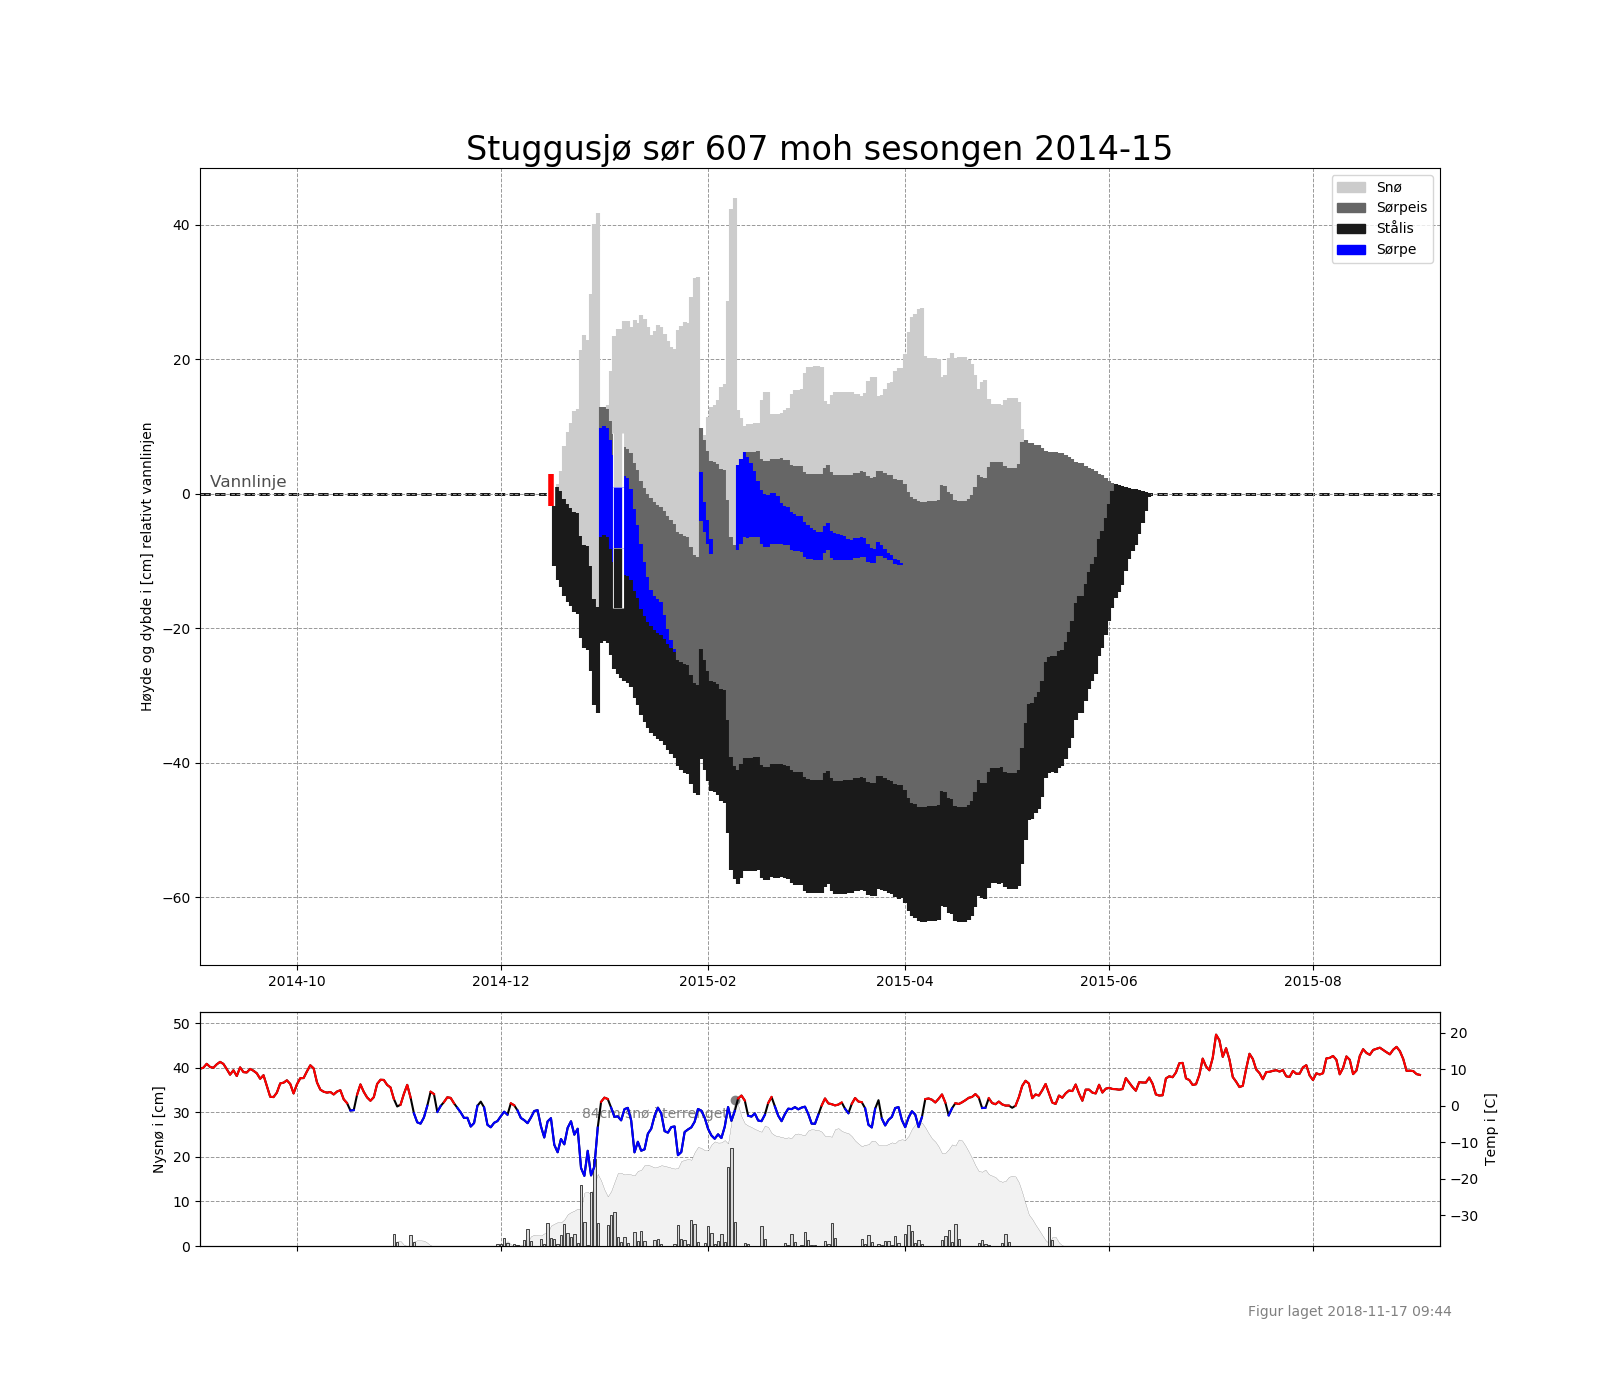 Stuggusjø sør 607 moh sesongen 2014-15
Snø
Sørpeis
Stålis
Sørpe
40
20
0
−20
−40
−60
Høyde og dybde i [cm] relativt vannlinjen
Vannlinje
2014-10
2014-12
2015-02
2015-04
2015-06
2015-08
50
40
30
20
10
0
Nysnø i [cm]
84cm snø i terrenget
20
10
0
−10
−20
−30
Temp i [C]
Figur laget 2018-11-17 09:44